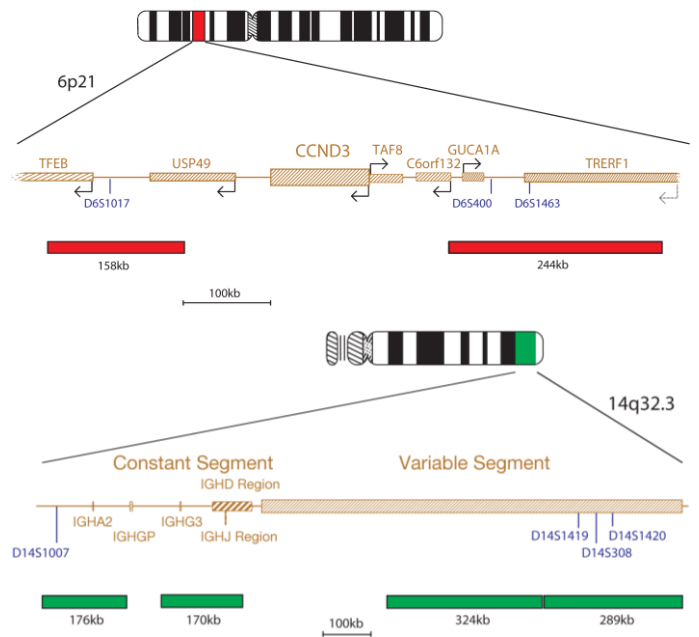 6p21
CCND3
TFEB USP49 TAF8 C6orf132 GUCA1A TRERF1
D6S1017 D6S400 D6S1463
158kb 244kb
100kb
14q32.3
Constant Segment Variable Segment
IGHD Region
IGHA2 IGHGP IGHG3 IGHJ Region
D14S1007 D14S1419 D14S308 D14S1420
176kb 170kb 324kb 289kb
100kb